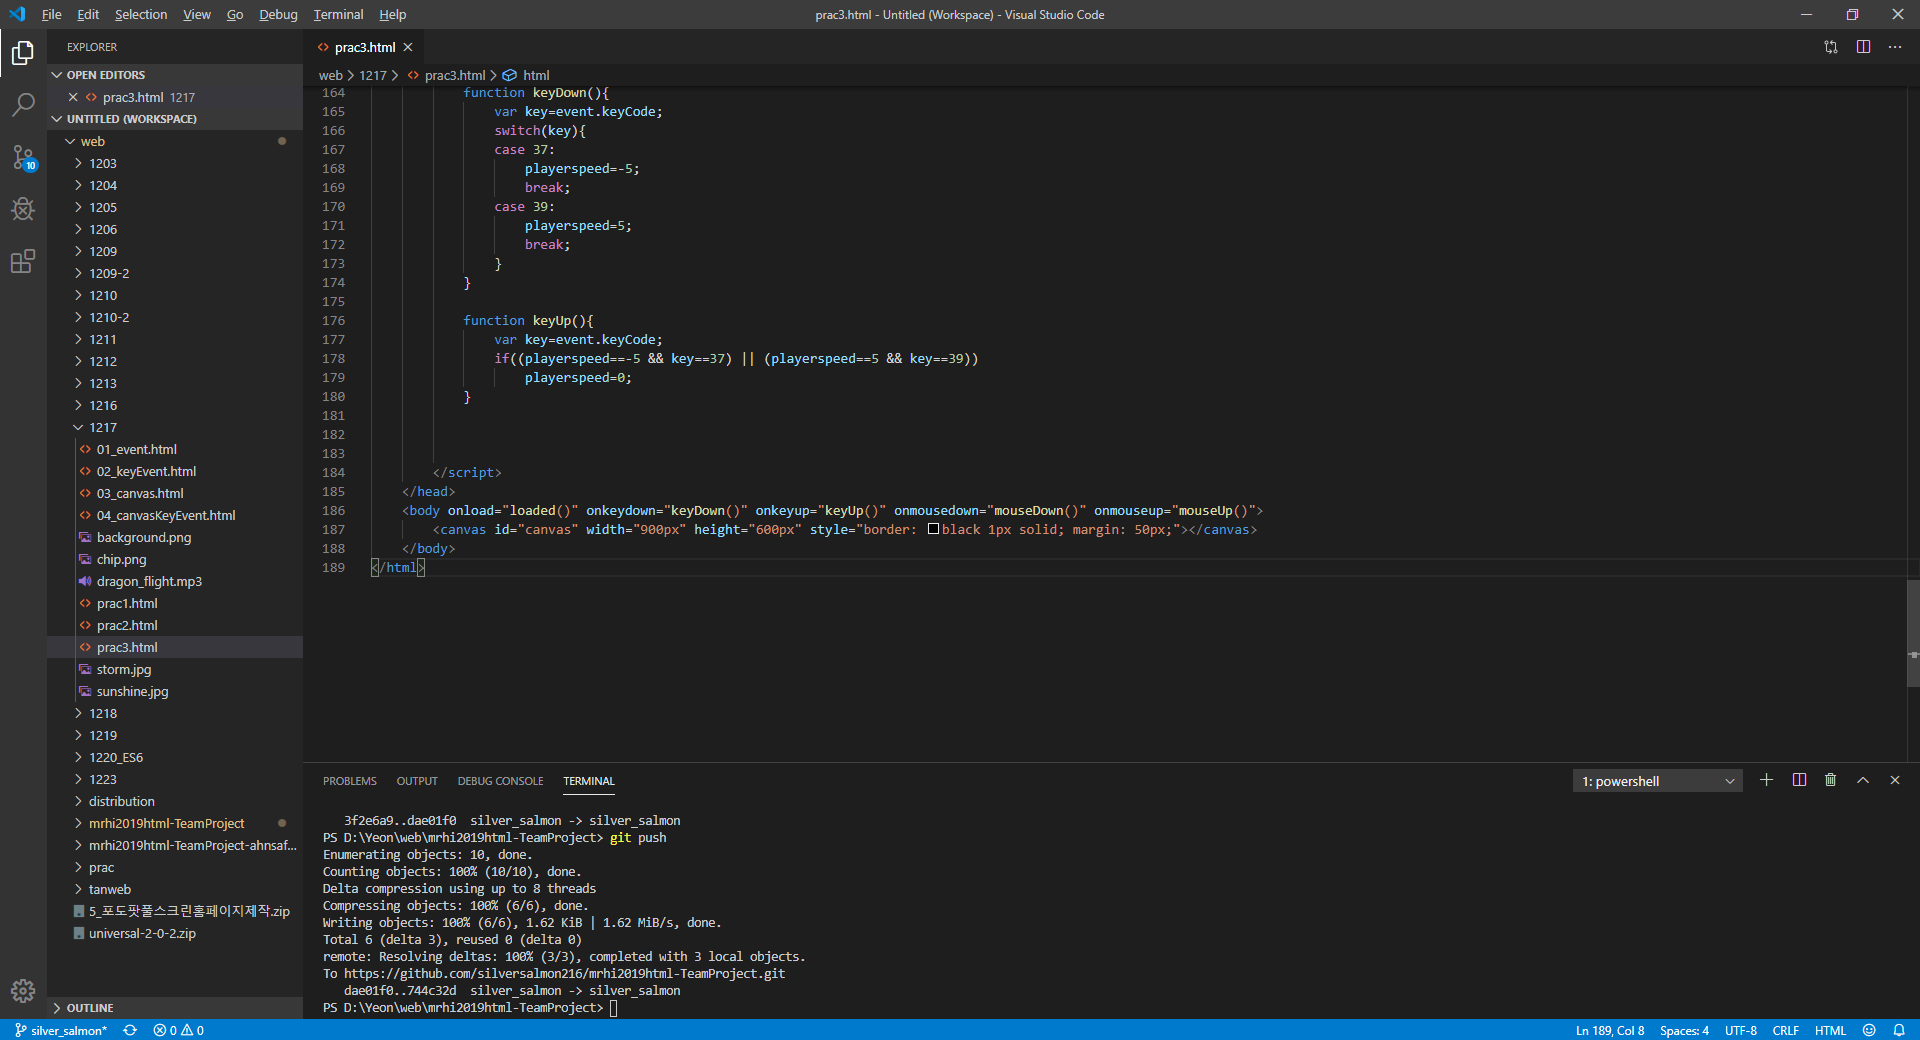 File Edit Selection View Go Debug Terminal Help
prac3.html - Untitled (Workspace) - Visual Studio Code
EXPLORER
OPEN EDITORS
prac3.html 1217
UNTITLED (WORKSPACE)
web
1203
1204
1205
1206
1209
1209-2
1210
1210-2
1211
1212
1213
1216
1217
01_event.html
02_keyEvent.html
03_canvas.html
04_canvasKeyEvent.html
background.png
chip.png
dragon_flight.mp3
prac1.html
prac2.html
prac3.html
storm.jpg
sunshine.jpg
1218
1219
1220_ES6
1223
distribution
mrhi2019html-TeamProject
mrhi2019html-TeamProject-ahnsaf...
prac
tanweb
5_포도팟풀스크린홈페이지제작.zip
universal-2-0-2.zip
OUTLINE
10
prac3.html
web > 1217 > prac3.html > html
164 function keyDown(){
165 var key=event.keyCode;
166 switch(key){
167 case 37:
168 playerspeed=-5;
169 break;
170 case 39:
171 playerspeed=5;
172 break;
173 }
174 }
175
176 function keyUp(){
177 var key=event.keyCode;
178 if((playerspeed==-5 && key==37) || (playerspeed==5 && key==39))
179 playerspeed=0;
180 }
181
182
183
184 </script>
185 </head>
186 <body onload="loaded()" onkeydown="keyDown()" onkeyup="keyUp()" onmousedown="mouseDown()" onmouseup="mouseUp()">
187 <canvas id="canvas" width="900px" height="600px" style="border: black 1px solid; margin: 50px;"></canvas>
188 </body>
189 </html>
PROBLEMS OUTPUT DEBUG CONSOLE TERMINAL
1: powershell
3f2e6a9..dae01f0 silver_salmon -> silver_salmon
PS D:\Yeon\web\mrhi2019html-TeamProject> git push
Enumerating objects: 10, done.
Counting objects: 100% (10/10), done.
Delta compression using up to 8 threads
Compressing objects: 100% (6/6), done.
Writing objects: 100% (6/6), 1.62 KiB | 1.62 MiB/s, done.
Total 6 (delta 3), reused 0 (delta 0)
remote: Resolving deltas: 100% (3/3), completed with 3 local objects.
To https://github.com/silversalmon216/mrhi2019html-TeamProject.git
dae01f0..744c32d silver_salmon -> silver_salmon
PS D:\Yeon\web\mrhi2019html-TeamProject>
silver_salmon* 0 0
Ln 189, Col 8 Spaces: 4 UTF-8 CRLF HTML